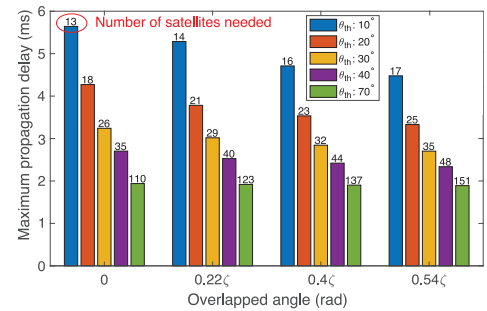 Maximum propagation delay (ms)
6
5
4
3
2
1
0
13
Number of satellites needed
18
26
35
110
14
21
29
40
123
16
23
32
44
137
17
25
35
48
151
θth: 10°
θth: 20°
θth: 30°
θth: 40°
θth: 70°
0
0.22ζ
0.4ζ
0.54ζ
Overlapped angle (rad)